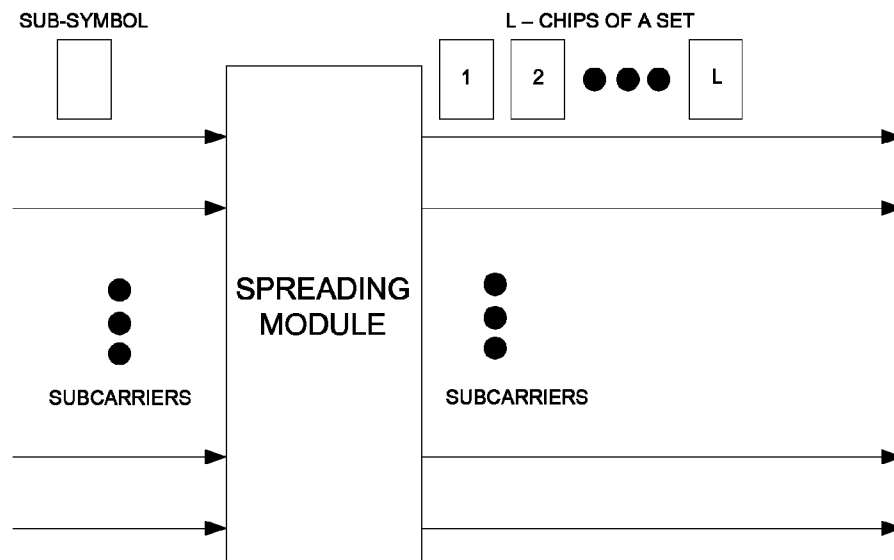 SUB-SYMBOL
L – CHIPS OF A SET
1
2
L
SPREADING
MODULE
SUBCARRIERS
SUBCARRIERS